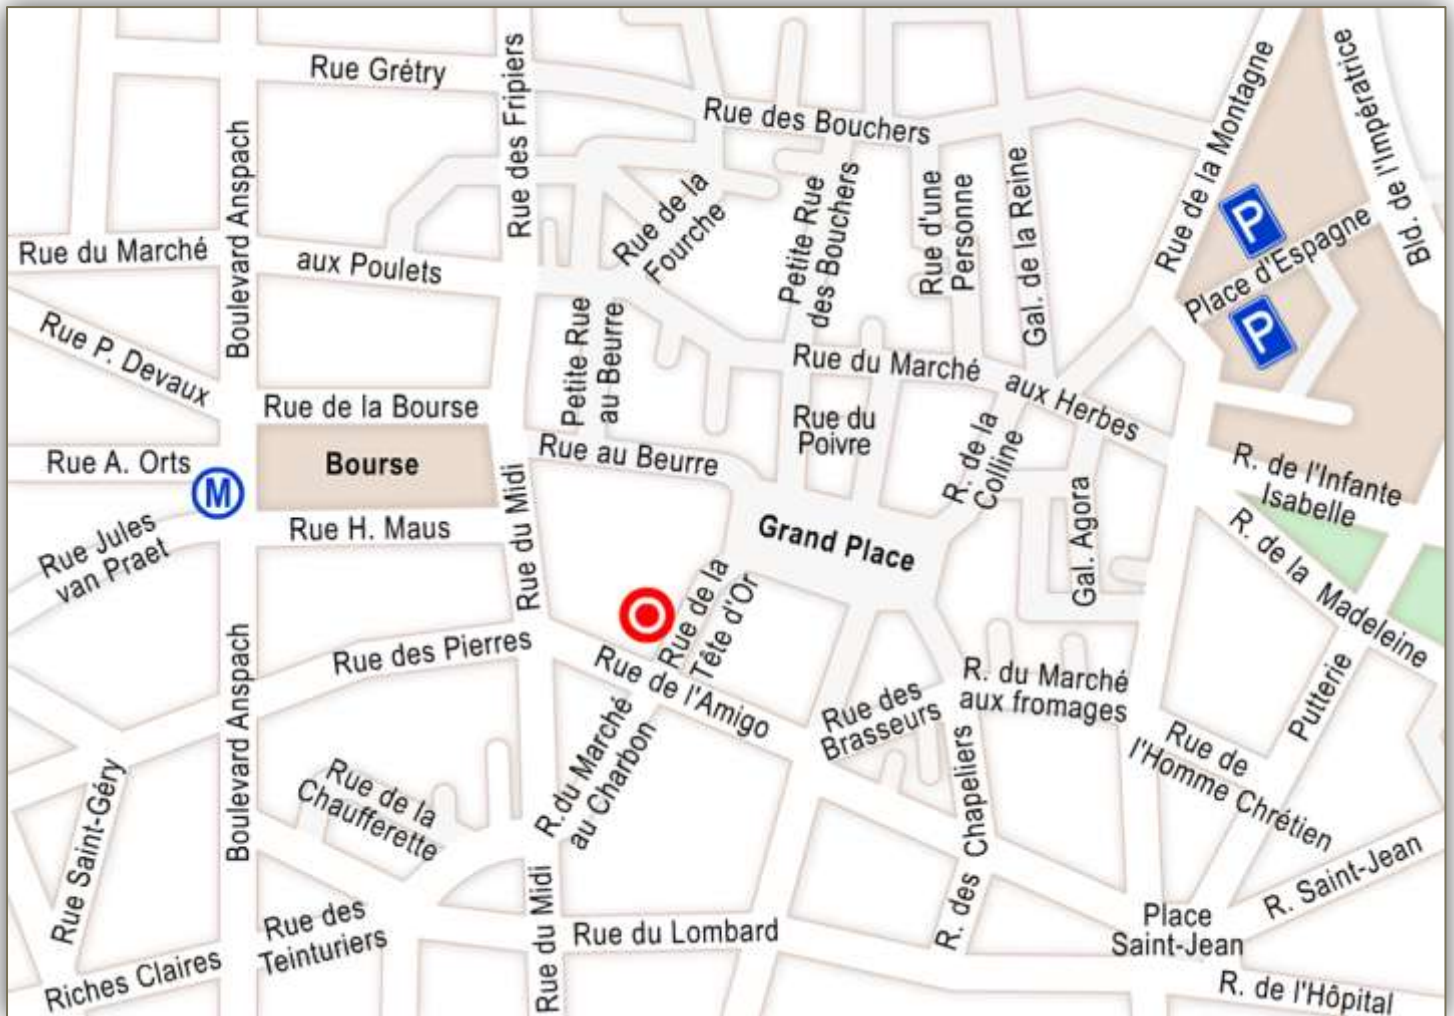 Rue Grétry
Rue des Fripiers
Rue des Bouchers
Rue de la Montagne
Bld. de l'Impératrice
Boulevard Anspach
Rue du Marché
aux Poulets
Rue de la
Fourche
Petite Rue
des Bouchers
Rue d'une
Personne
Gal. de la Reine
P
Place d'Espagne
P
Rue P. Devaux
Petite Rue
au Beurre
Rue du Marché
aux Herbes
Rue de la Bourse
Rue du
Poivre
R. de la
Colline
Rue A. Orts
Bourse
Rue au Beurre
R. de l'Infante
Isabelle
M
Rue du Midi
Rue H. Maus
Grand Place
Gal. Agora
Rue Jules
van Praet
R. de la Madeleine
Rue de la
Tête d'Or
Rue des Pierres
Rue de l'Amigo
R. du Marché
aux fromages
Putterie
Boulevard Anspach
Rue des
Brasseurs
R.du Marché
au Charbon
Rue de
l'Homme Chrétien
Rue de la
Chaufferette
R. des Chapeliers
Rue Saint-Géry
R. Saint-Jean
Rue des
Teinturiers
Rue du Midi
Rue du Lombard
Place
Saint-Jean
Riches Claires
R. de l'Hôpital